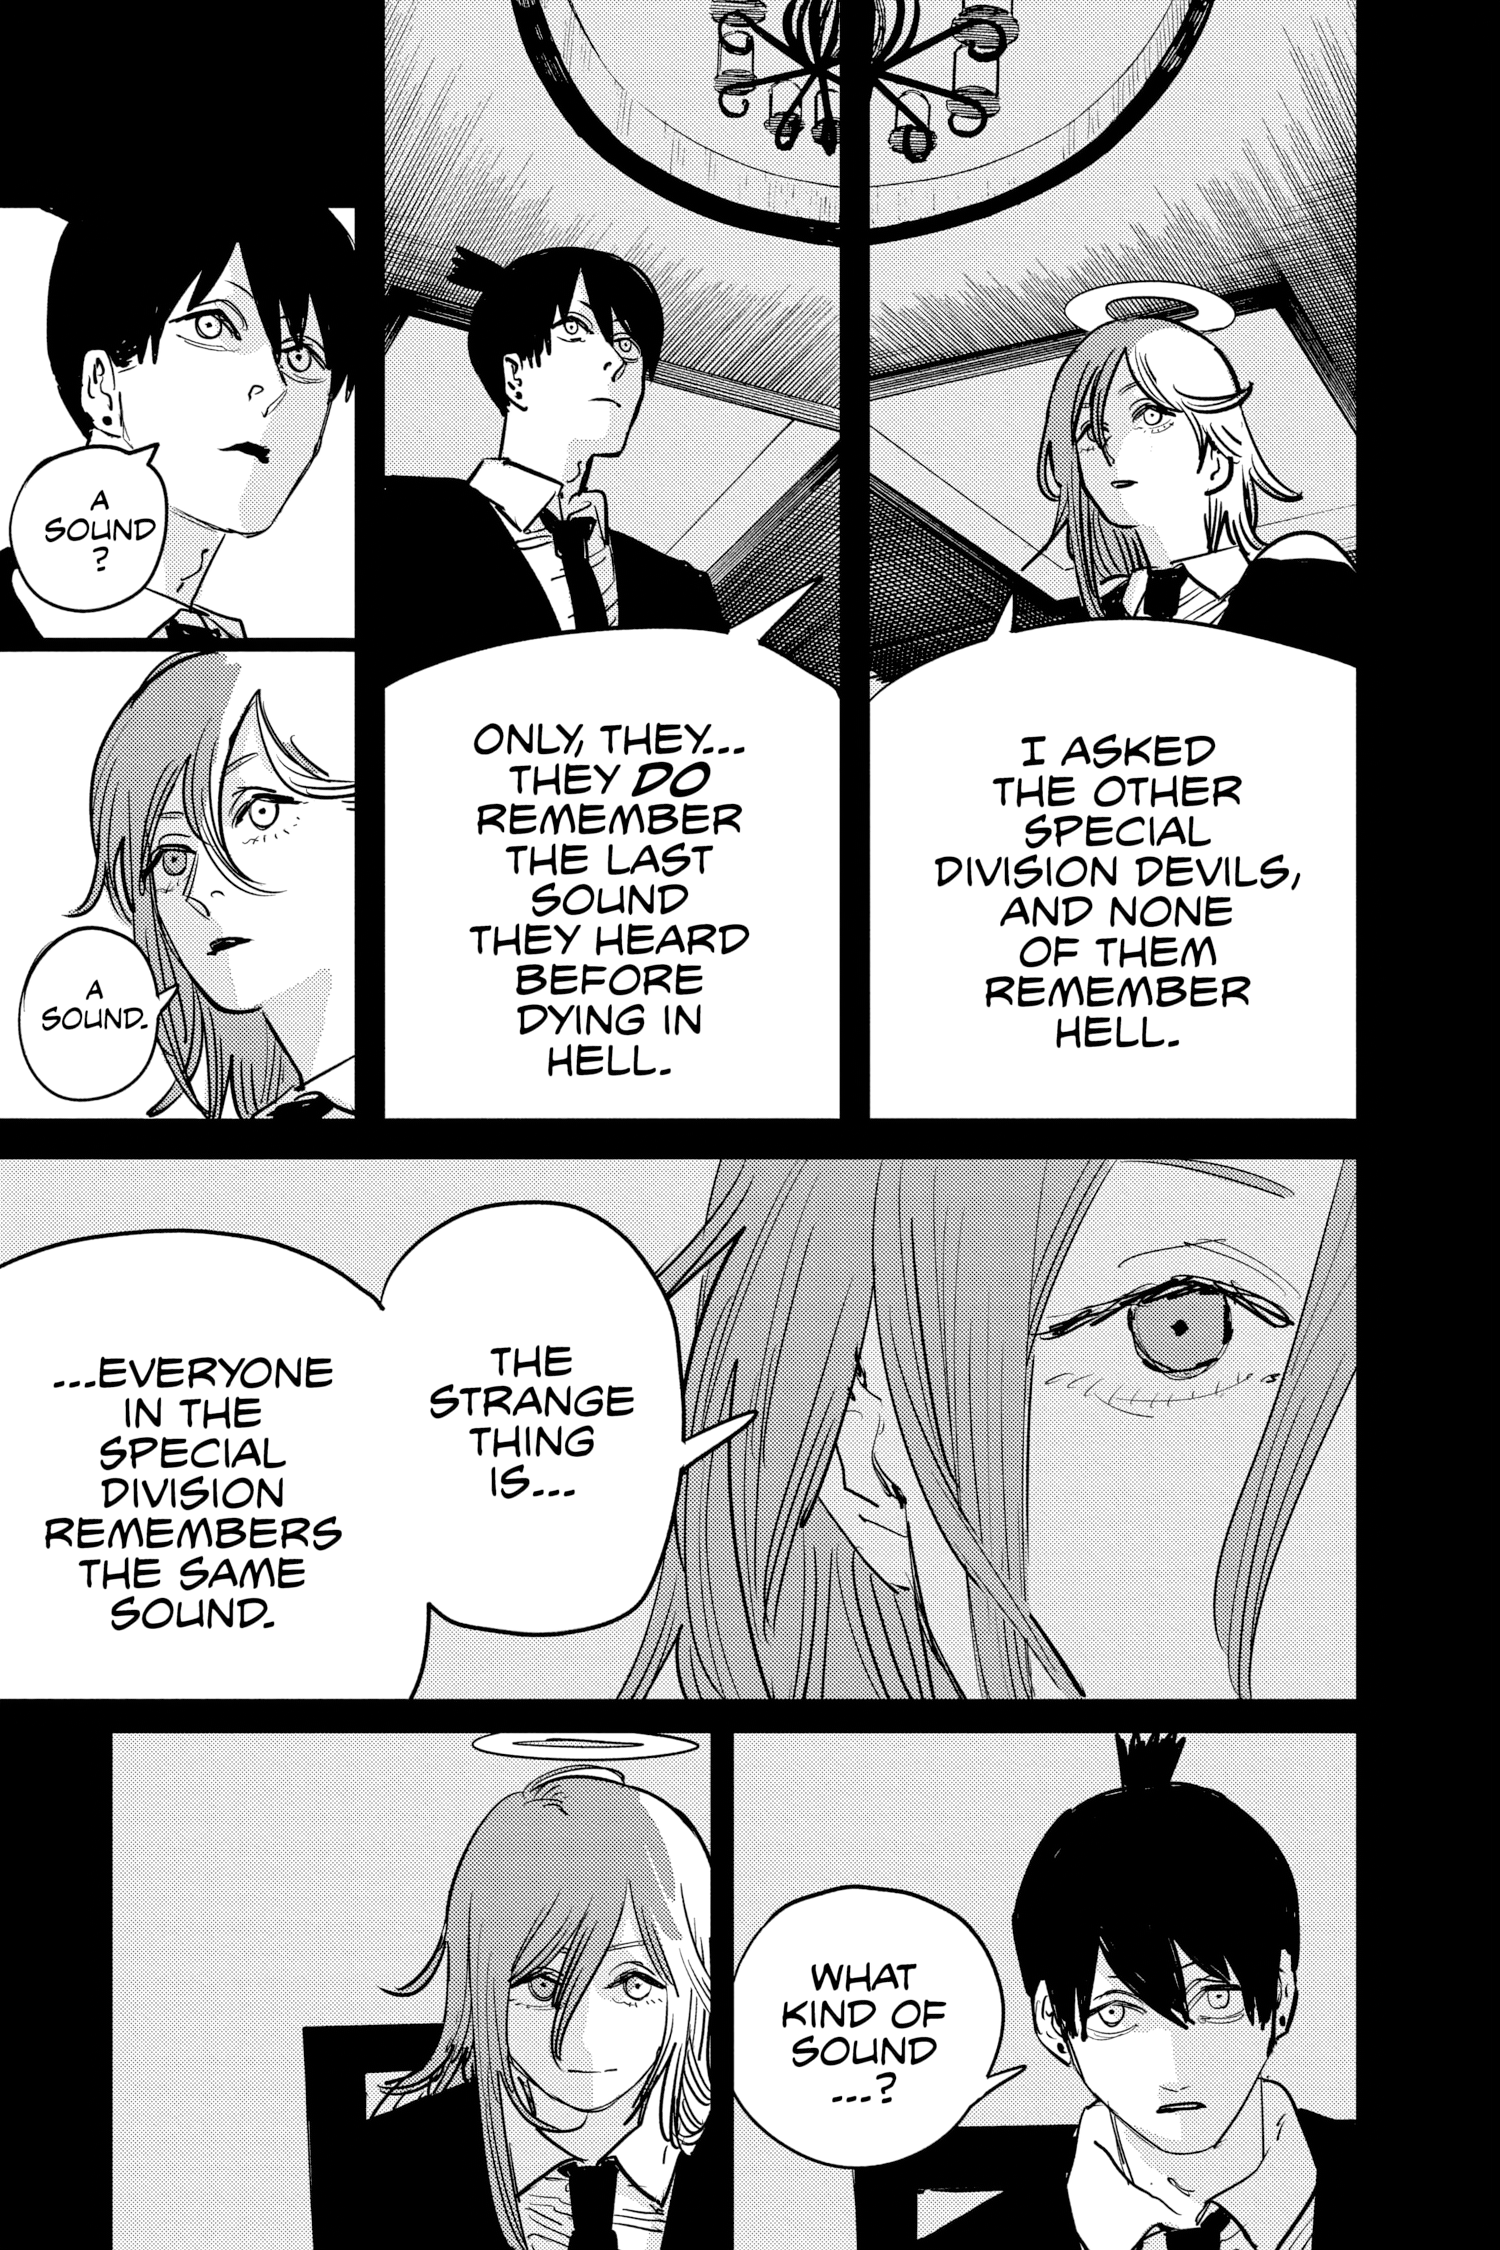 I ASKED
THE OTHER
SPECIAL
DIVISION DEVILS,
AND NONE
OF THEM
REMEMBER
HELL.
ONLY, THEY...
THEY DO
REMEMBER
THE LAST
SOUND
THEY HEARD
BEFORE
DYING IN
HELL.
A
SOUND
?
A
SOUND.
THE
STRANGE
THING
IS...
...EVERYONE
IN THE
SPECIAL
DIVISION
REMEMBERS
THE SAME
SOUND.
WHAT
KIND OF
SOUND
...?